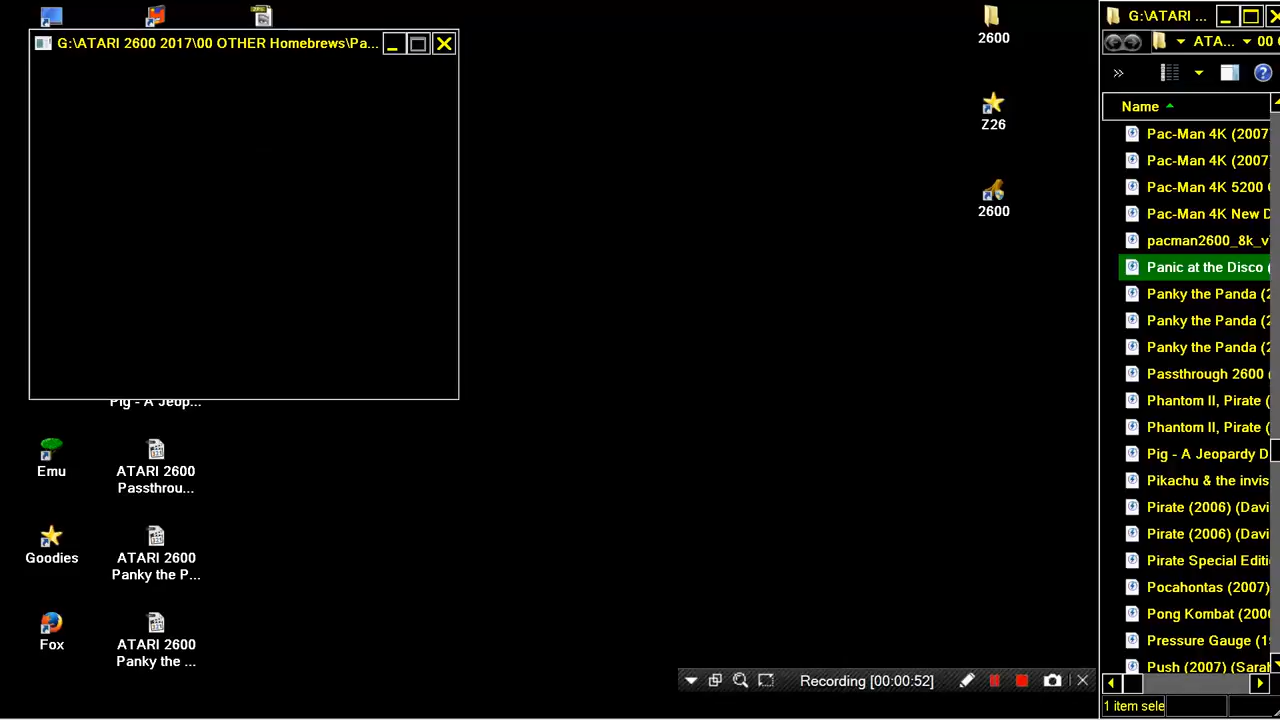 G:\ATARI 2600 2017\00 OTHER Homebrews\Pa...
Pig - A Jeop...
Emu
ATARI 2600
Passthrou...
Goodies
ATARI 2600
Panky the P...
Fox
ATARI 2600
Panky the ...
2600
Z26
2600
Recording [00:00:52]
G:\ATARI ...
ATA... 00
»
Name
Pac-Man 4K (2007
Pac-Man 4K (2007
Pac-Man 4K 5200
Pac-Man 4K New D
pacman2600_8k_v
Panic at the Disco (
Panky the Panda (2
Panky the Panda (2
Panky the Panda (2
Passthrough 2600 (
Phantom II, Pirate (
Phantom II, Pirate (
Pig - A Jeopardy D
Pikachu & the invis
Pirate (2006) (Davi
Pirate (2006) (Davi
Pirate Special Editi
Pocahontas (2007)
Pong Kombat (200
Pressure Gauge (1
Push (2007) (Sarah
1 item sele